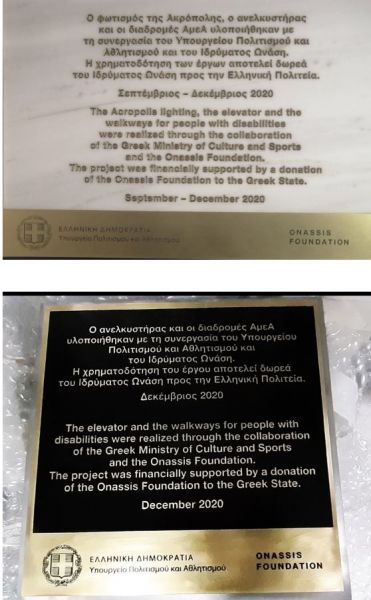 Ο φωτισμός της Ακρόπολης, ο ανελκυστήρας
και οι διαδρομές ΑμεΑ υλοποιήθηκαν με
τη συνεργασία του Υπουργείου Πολιτισμού και
Αθλητισμού και του Ιδρύματος Ωνάση.
Η χρηματοδότηση των έργων αποτελεί δωρεά
του Ιδρύματος Ωνάση προς την Ελληνική Πολιτεία.
Σεπτέμβριος – Δεκέμβριος 2020
The Acropolis lighting, the elevator and the
walkways for people with disabilities
were realized through the collaboration
of the Greek Ministry of Culture and Sports
and the Onassis Foundation.
The project was financially supported by a donation
of the Onassis Foundation to the Greek State.
September – December 2020
ΕΛΛΗΝΙΚΗ ΔΗΜΟΚΡΑΤΙΑ
Υπουργείο Πολιτισμού και Αθλητισμού
ONASSIS
FOUNDATION
Ο ανελκυστήρας και οι διαδρομές ΑμεΑ
υλοποιήθηκαν με τη συνεργασία του Υπουργείου
Πολιτισμού και Αθλητισμού και
του Ιδρύματος Ωνάση.
Η χρηματοδότηση του έργου αποτελεί δωρεά
του Ιδρύματος Ωνάση προς την Ελληνική Πολιτεία.
Δεκέμβριος 2020
The elevator and the walkways for people with
disabilities were realized through the collaboration
of the Greek Ministry of Culture and Sports
and the Onassis Foundation.
The project was financially supported by a donation
of the Onassis Foundation to the Greek State.
December 2020
ΕΛΛΗΝΙΚΗ ΔΗΜΟΚΡΑΤΙΑ
Υπουργείο Πολιτισμού και Αθλητισμού
ONASSIS
FOUNDATION